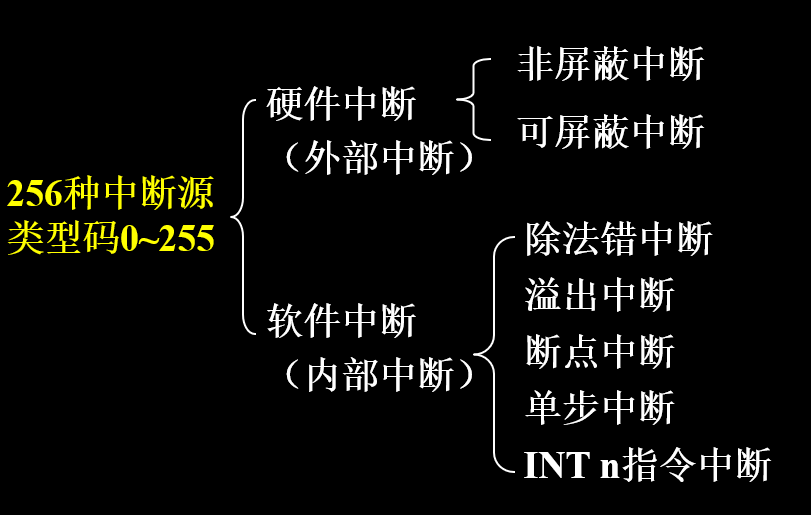 256种中断源
类型码0~255
硬件中断
（外部中断）
非屏蔽中断
可屏蔽中断
软件中断
（内部中断）
除法错中断
溢出中断
断点中断
单步中断
INT n指令中断